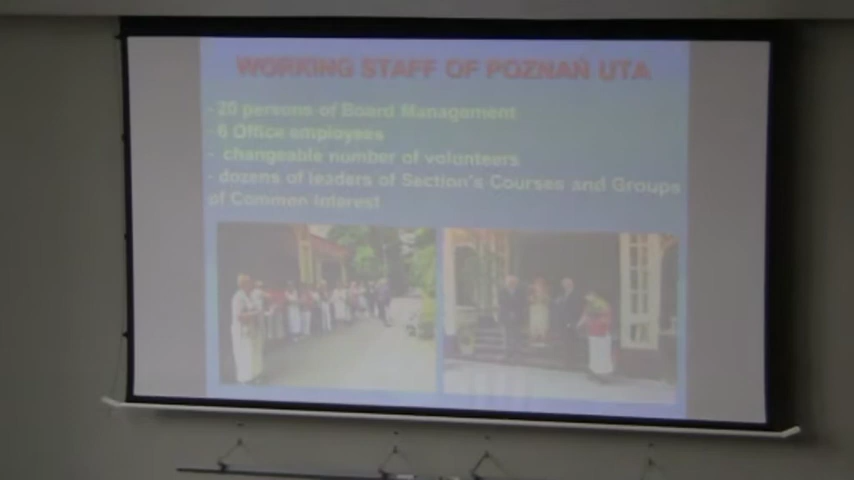 WORKING STAFF OF POZNAŃ UTA
- 20 persons of Board Management
- 6 Office employees
- changeable number of volunteers
- dozens of leaders of Section's Courses and Groups
of Common Interest